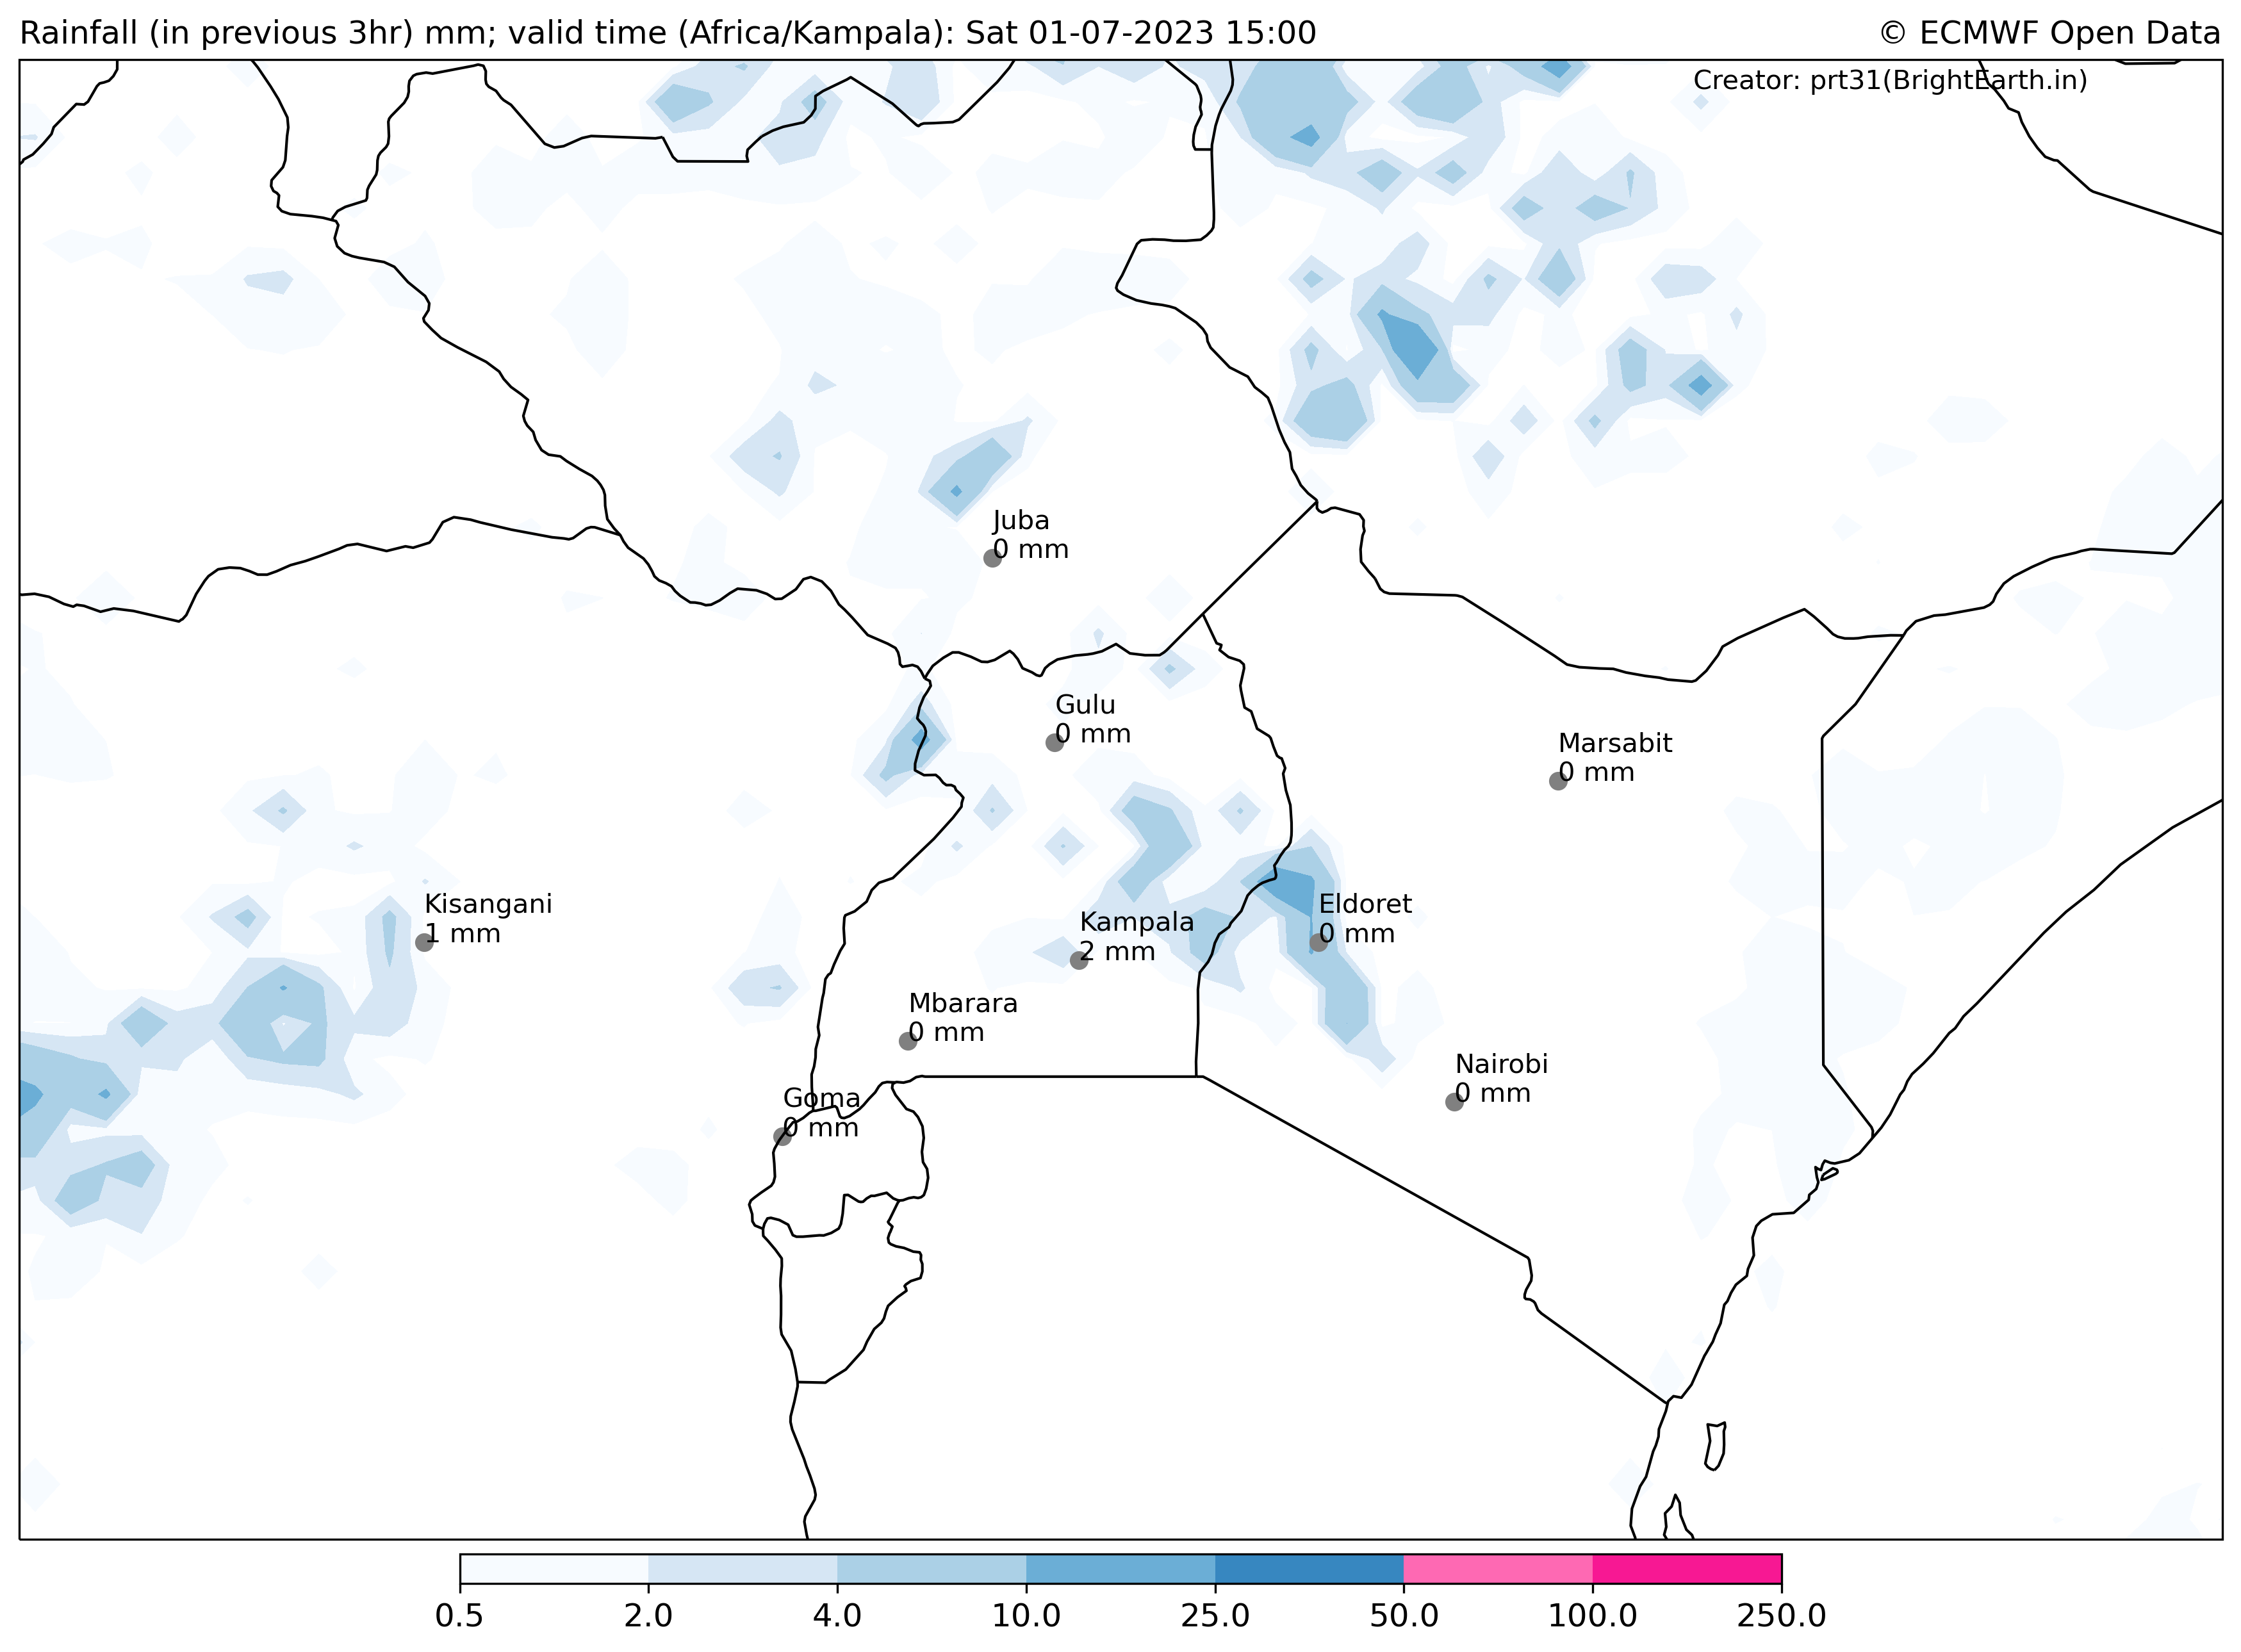 Rainfall (in previous 3hr) mm; valid time (Africa/Kampala): Sat 01-07-2023 15:00
© ECMWF Open Data
Creator: prt31(BrightEarth.in)
Juba
0 mm
Gulu
0 mm
Marsabit
0 mm
Kisangani
1 mm
Eldoret
0 mm
Kampala
2 mm
Mbarara
0 mm
Nairobi
0 mm
Goma
0 mm
0.5 2.0 4.0 10.0 25.0 50.0 100.0 250.0